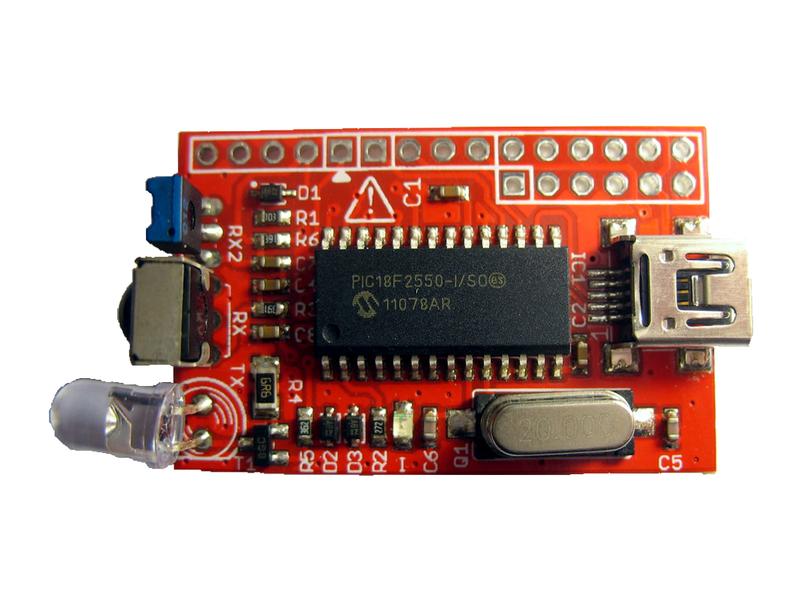 D1
C1
R1
R6
RX2
PIC18F2550-I/SO
11078AR
IC1
C2
RX
TX
R4
20.000
T1
R5
D2
D3
R2
I
C6
Q1
C5